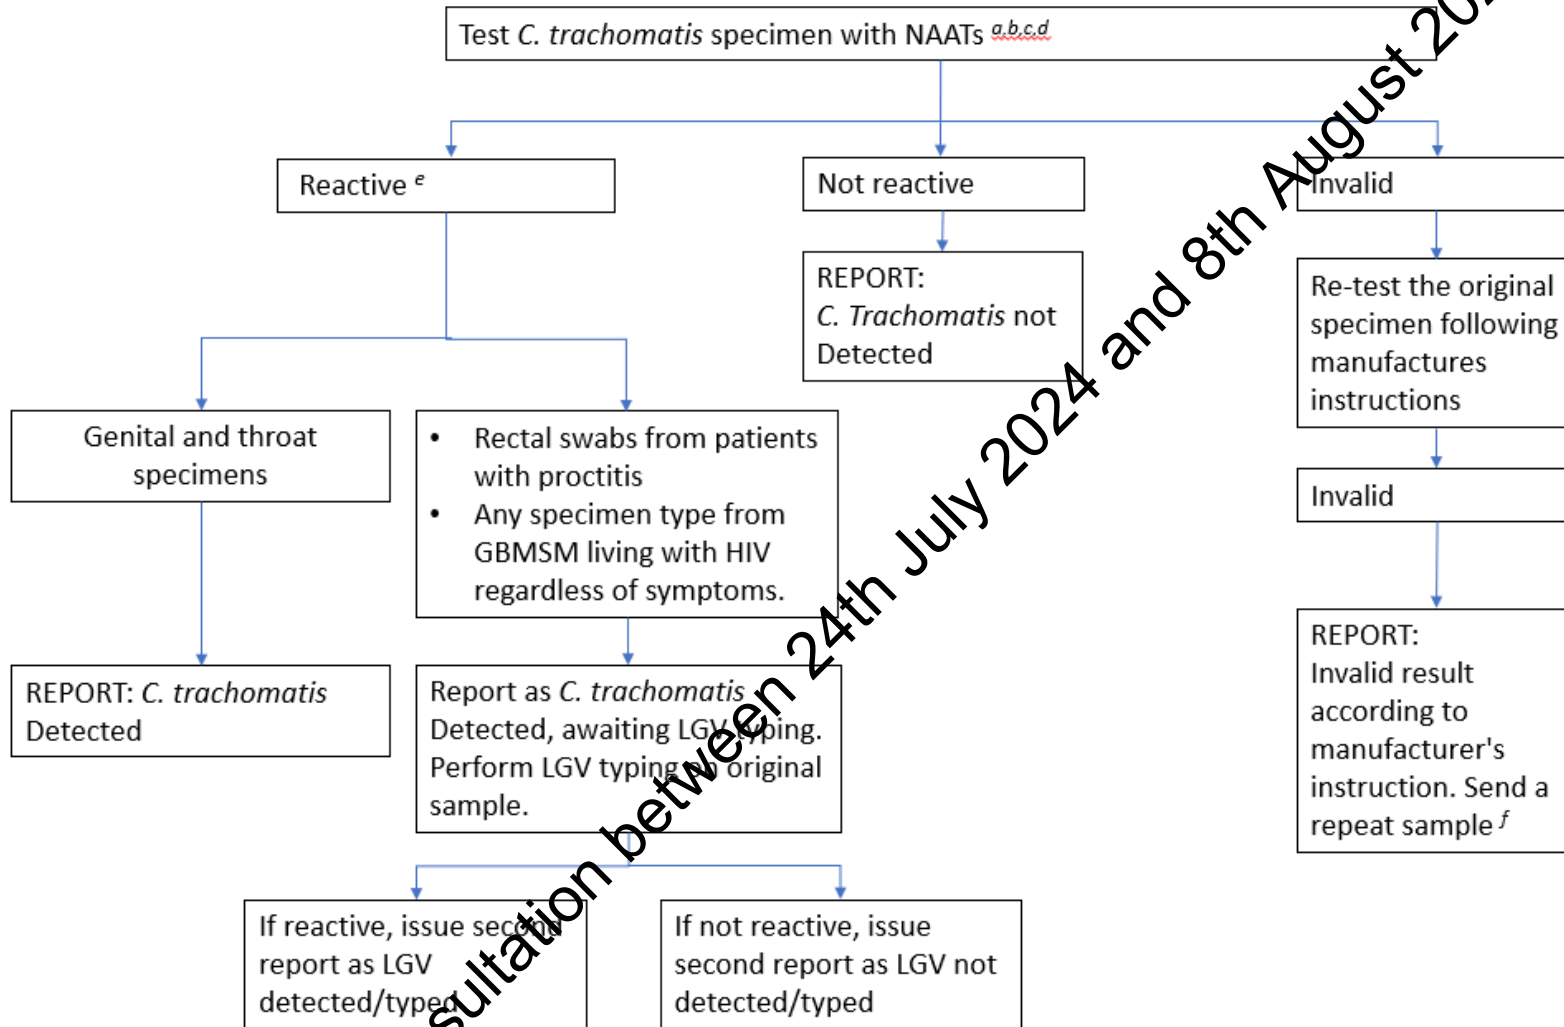 Test C. trachomatis specimen with NAATs a,b,c,d
Reactive e
Not reactive
Invalid
REPORT:
C. Trachomatis not
Detected
Re-test the original
specimen following
manufactures
instructions
Genital and throat
specimens
• Rectal swabs from patients
with proctitis
• Any specimen type from
GBMSM living with HIV
regardless of symptoms.
Invalid
REPORT: C. trachomatis
Detected
Report as C. trachomatis
Detected, awaiting LGV typing.
Perform LGV typing on original
sample.
REPORT:
Invalid result
according to
manufacturer's
instruction. Send a
repeat sample f
If reactive, issue second
report as LGV
detected/typed
If not reactive, issue
second report as LGV not
detected/typed
sultation between 24th July 2024 and 8th August 202